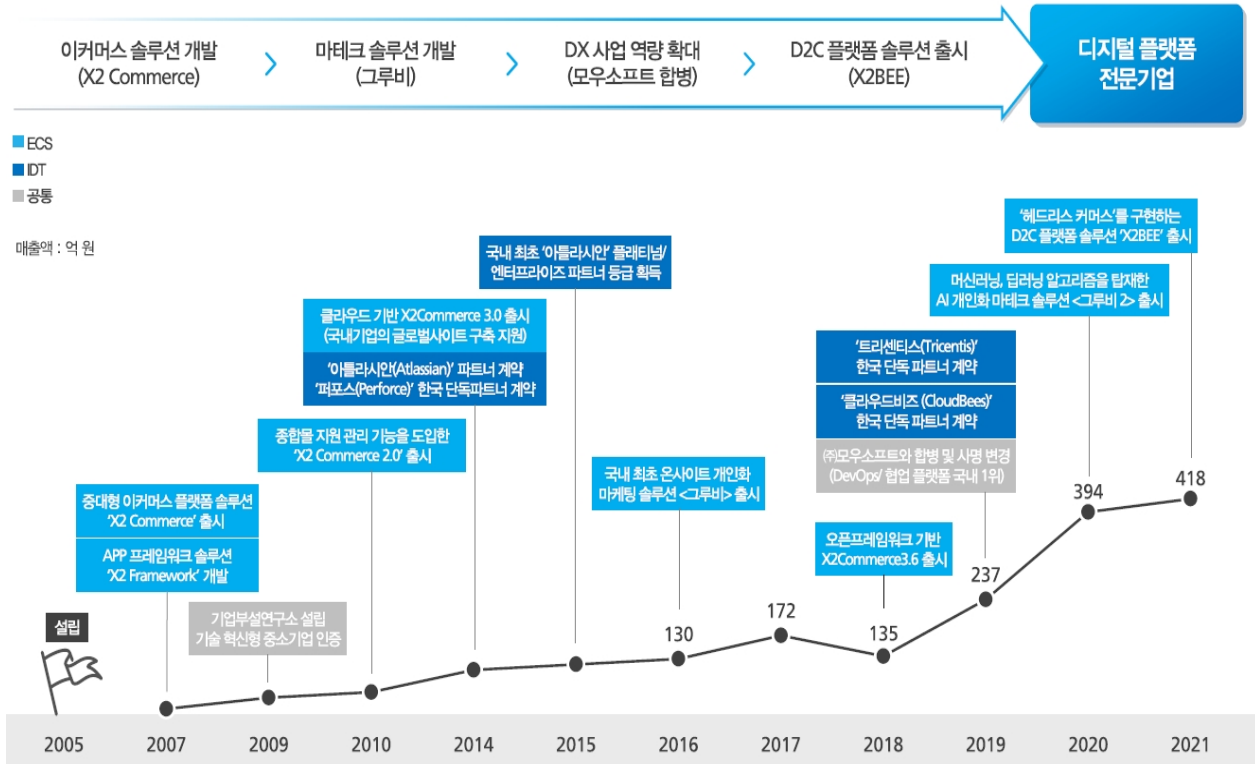 이커머스 솔루션 개발
(X2 Commerce)
마테크 솔루션 개발
(그루비)
DX 사업 역량 확대
(모우소프트 합병)
D2C 플랫폼 솔루션 출시
(X2BEE)
디지털 플랫폼
전문기업
ECS
IDT
공통
매출액 : 억 원
'헤드리스 커머스'를 구현하는
D2C 플랫폼 솔루션 'X2BEE' 출시
국내 최초 '아틀라시안' 플래티넘/
엔터프라이즈 파트너 등급 획득
머신러닝, 딥러닝 알고리즘을 탑재한
AI 개인화 마테크 솔루션 <그루비 2> 출시
클라우드 기반 X2Commerce 3.0 출시
(국내기업의 글로벌사이트 구축 지원)
'아틀라시안(Atlassian)' 파트너 계약
'퍼포스(Perforce)' 한국 단독파트너 계약
'트리센티스(Tricentis)'
한국 단독 파트너 계약
'클라우드비즈 (CloudBees)'
한국 단독 파트너 계약
㈜모우소프트와 합병 및 사명 변경
(DevOps/ 협업 플랫폼 국내 1위)
종합몰 지원 관리 기능을 도입한
'X2 Commerce 2.0' 출시
국내 최초 온사이트 개인화
마케팅 솔루션 <그루비> 출시
중대형 이커머스 플랫폼 솔루션
'X2 Commerce' 출시
APP 프레임워크 솔루션
'X2 Framework' 개발
오픈프레임워크 기반
X2Commerce3.6 출시
기업부설연구소 설립
기술 혁신형 중소기업 인증
설립
130
172
135
237
394
418
2005
2007
2009
2010
2014
2015
2016
2017
2018
2019
2020
2021